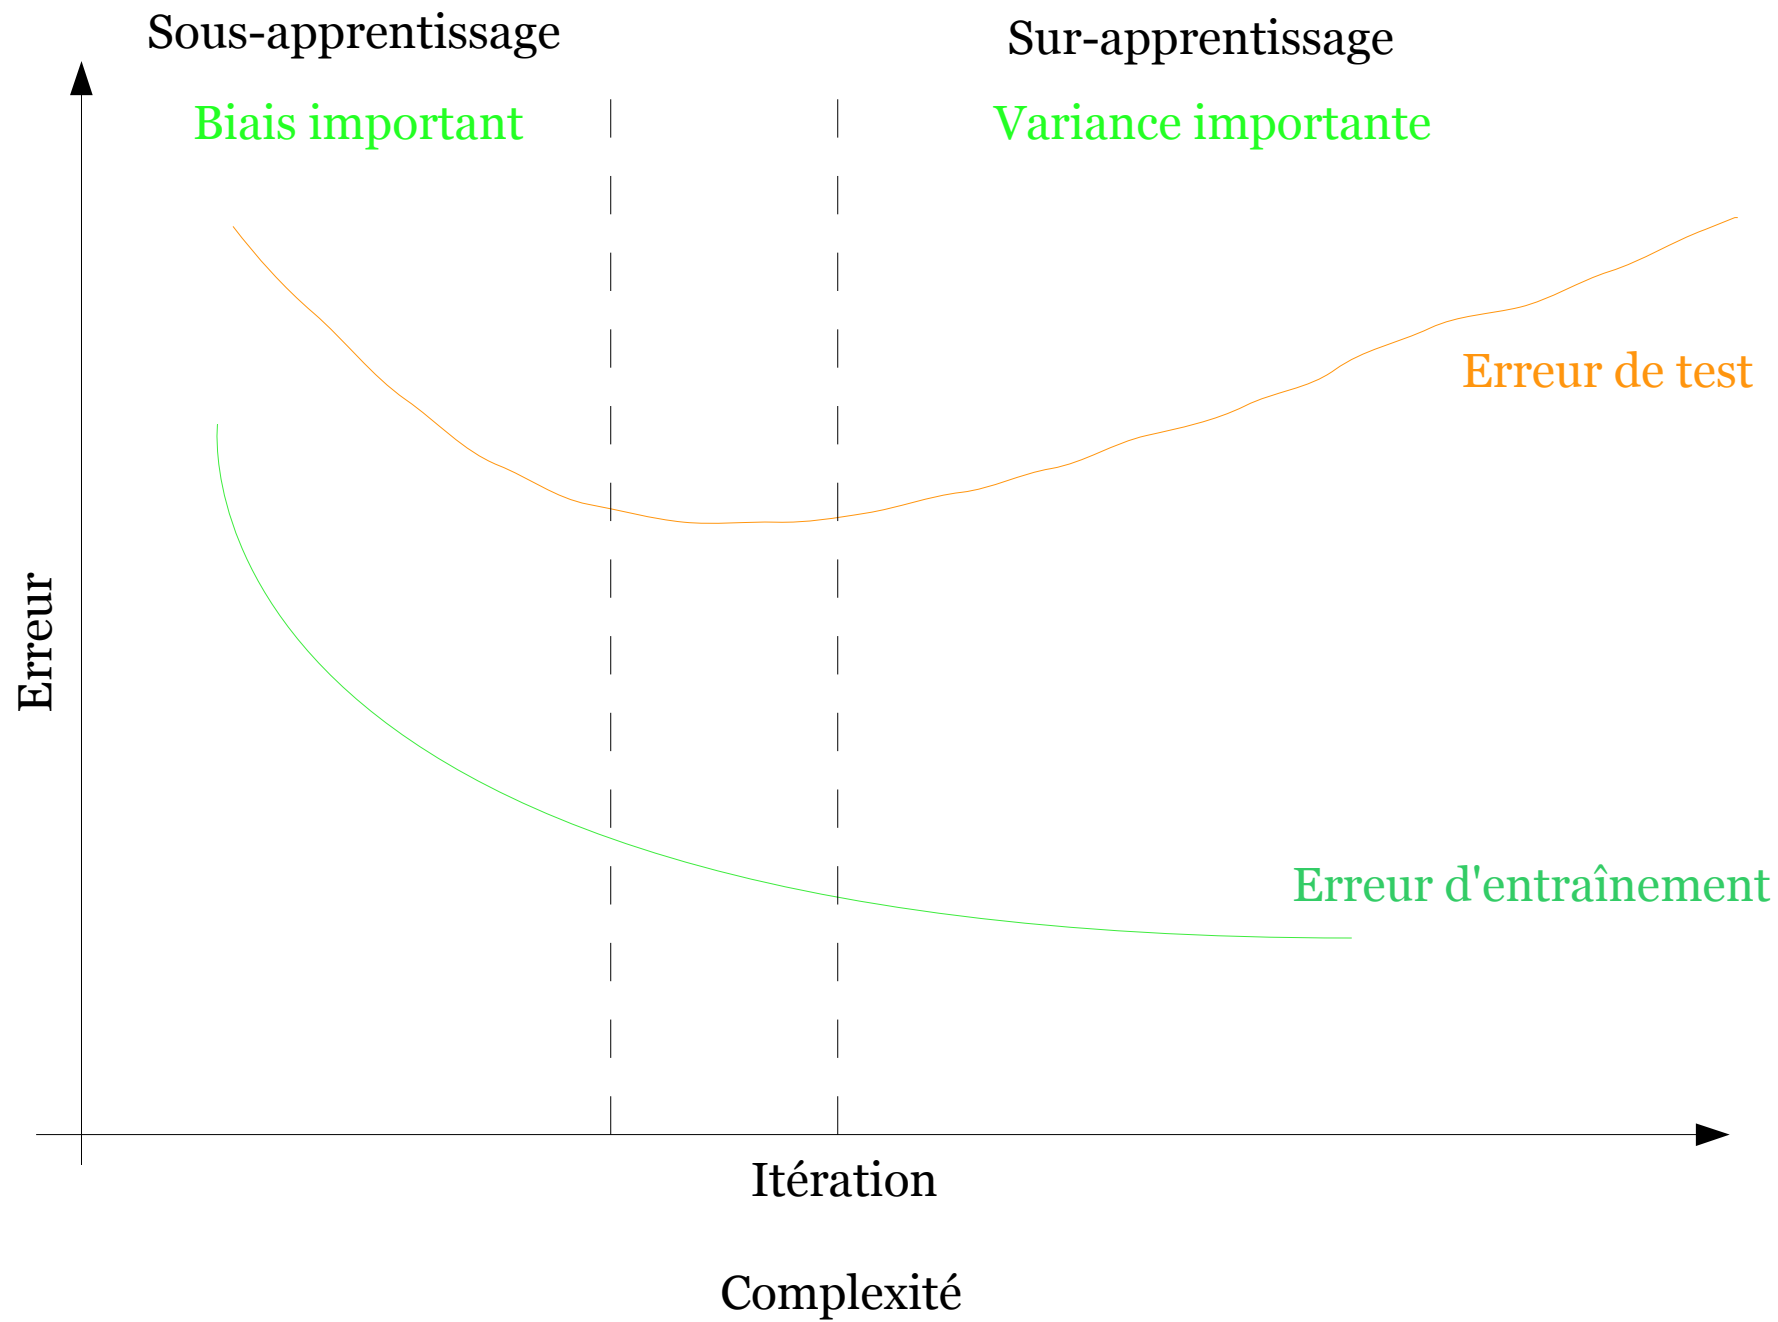 Sous-apprentissage
Sur-apprentissage
Biais important
Variance importante
Erreur de test
Erreur
Erreur d'entraînement
Itération
Complexité